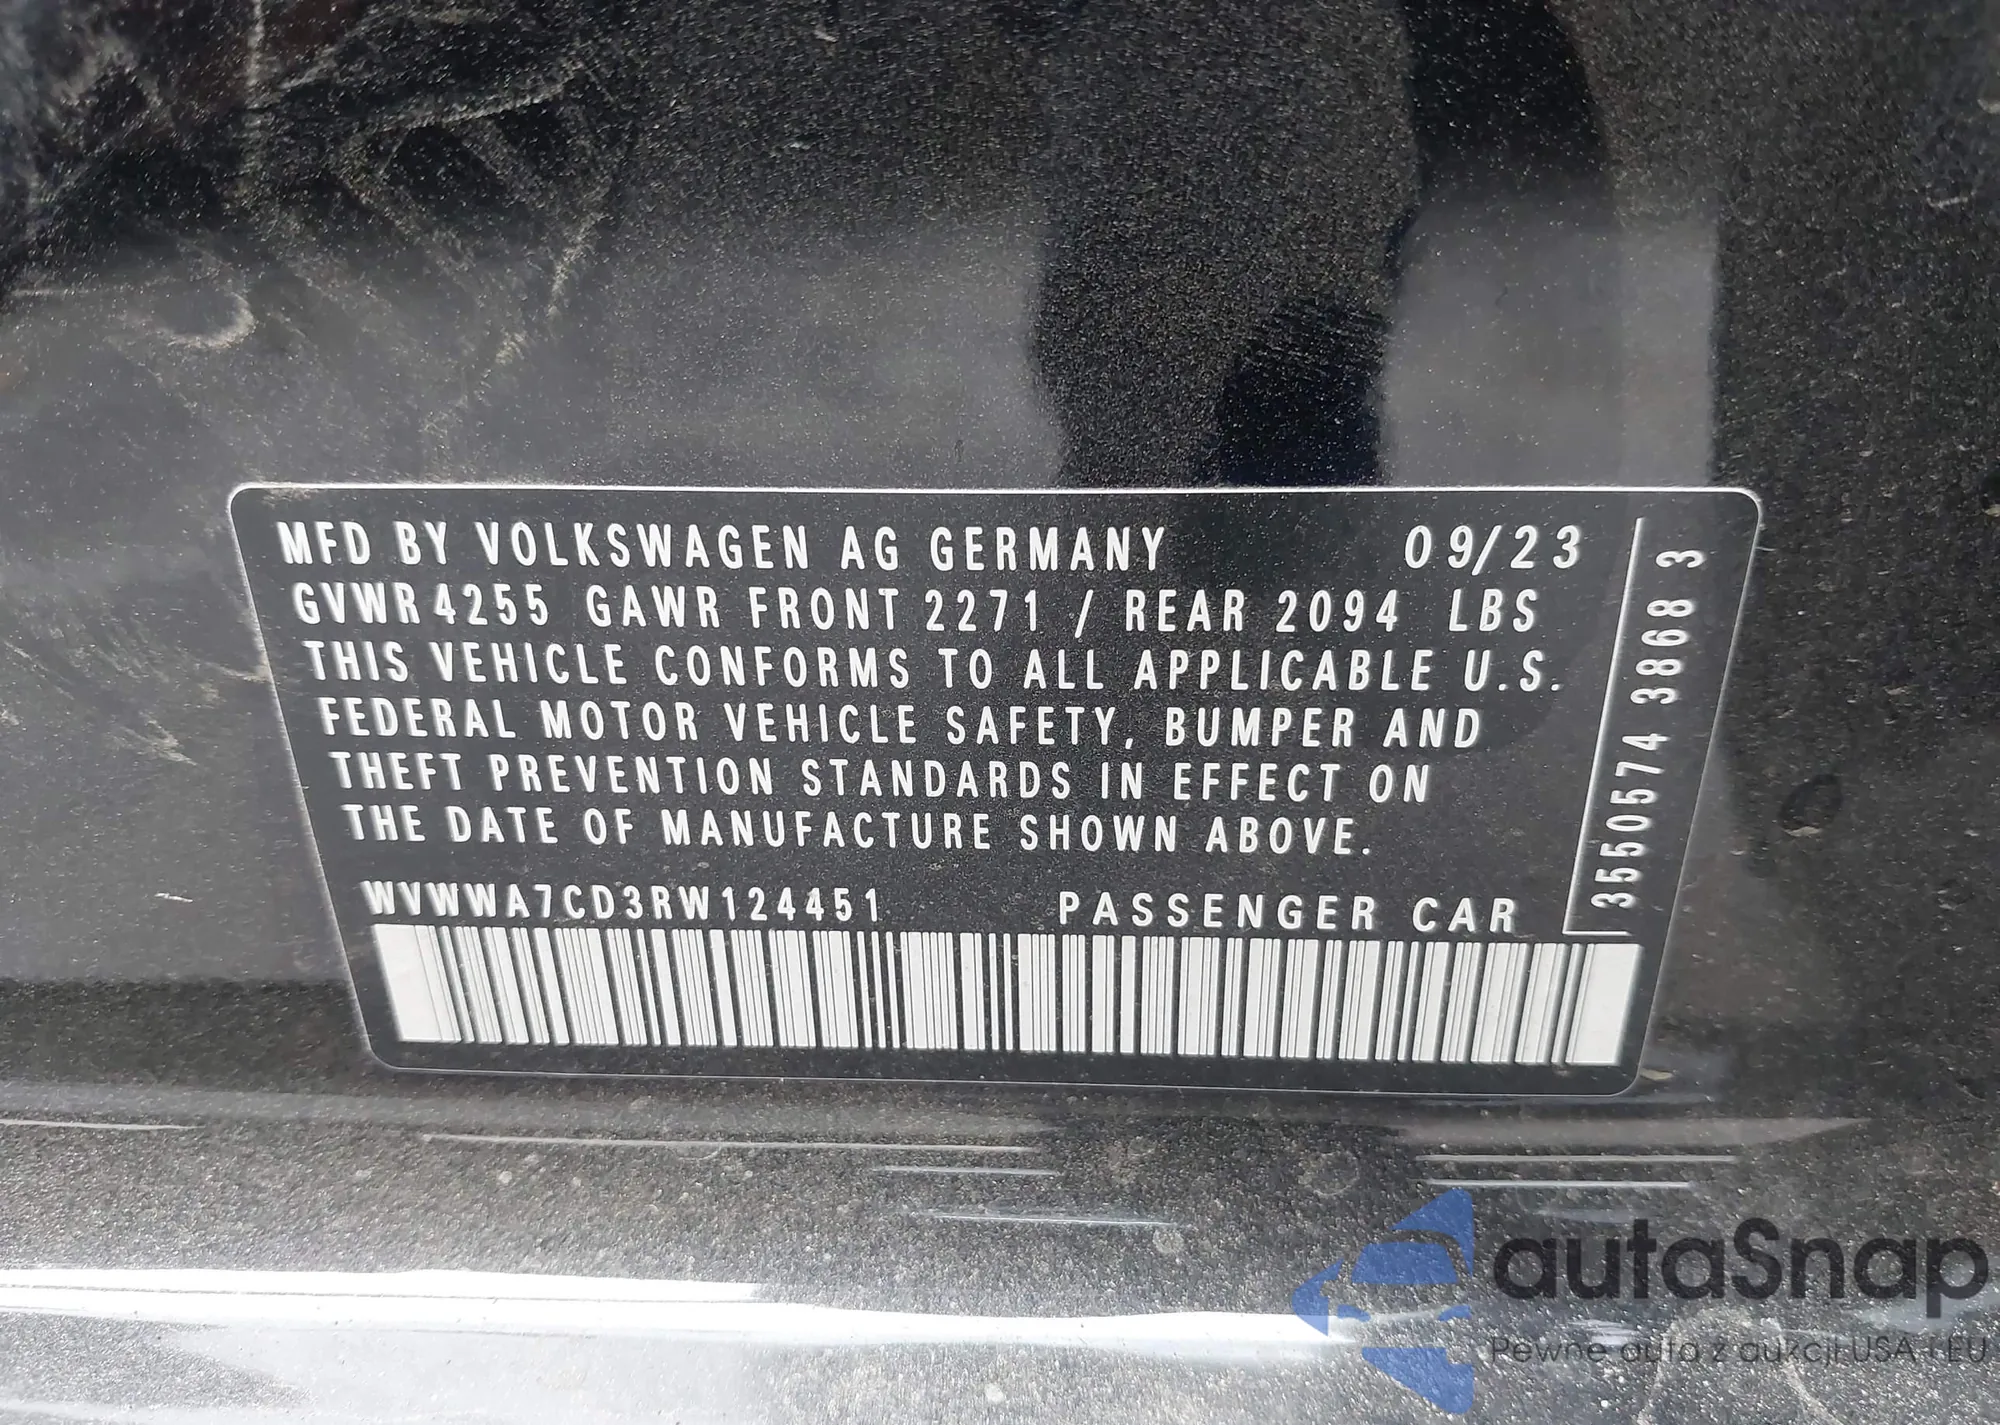 MFD BY VOLKSWAGEN AG GERMANY 09/23
GVWR 4255 GAWR FRONT 2271 / REAR 2094 LBS
THIS VEHICLE CONFORMS TO ALL APPLICABLE U.S.
FEDERAL MOTOR VEHICLE SAFETY, BUMPER AND
THEFT PREVENTION STANDARDS IN EFFECT ON
THE DATE OF MANUFACTURE SHOWN ABOVE.
WVWWA7CD3RW124451 PASSENGER CAR
3550574 3868 3
autaSnap
Pewne auta z aukcji USA i EU